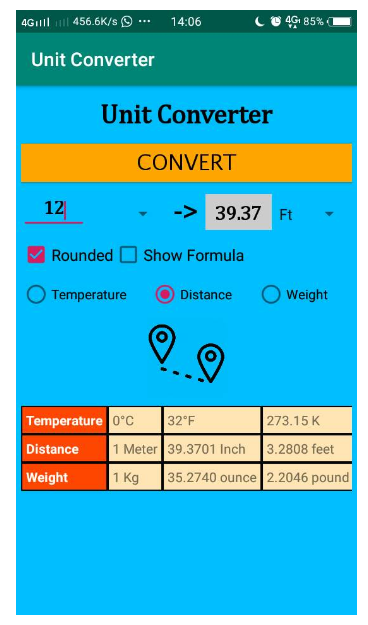 4G 456.6K/s ··· 14:06 4G 85%
Unit Converter
Unit Converter
CONVERT
12 -> 39.37 Ft
Rounded Show Formula
Temperature Distance Weight
Temperature 0°C 32°F 273.15 K
Distance 1 Meter 39.3701 Inch 3.2808 feet
Weight 1 Kg 35.2740 ounce 2.2046 pound